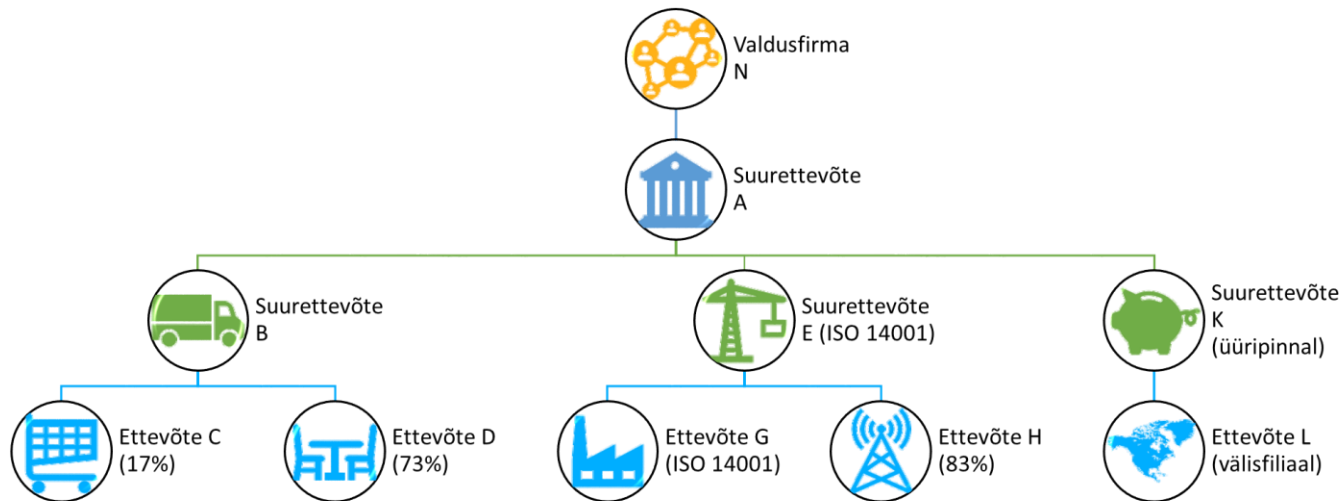 Valdusfirma
N
Suurettevõte
A
Suurettevõte
B
Suurettevõte
E (ISO 14001)
Suurettevõte
K
(üüripinnal)
Ettevõte C
(17%)
Ettevõte D
(73%)
Ettevõte G
(ISO 14001)
Ettevõte H
(83%)
Ettevõte L
(välisfiliaal)